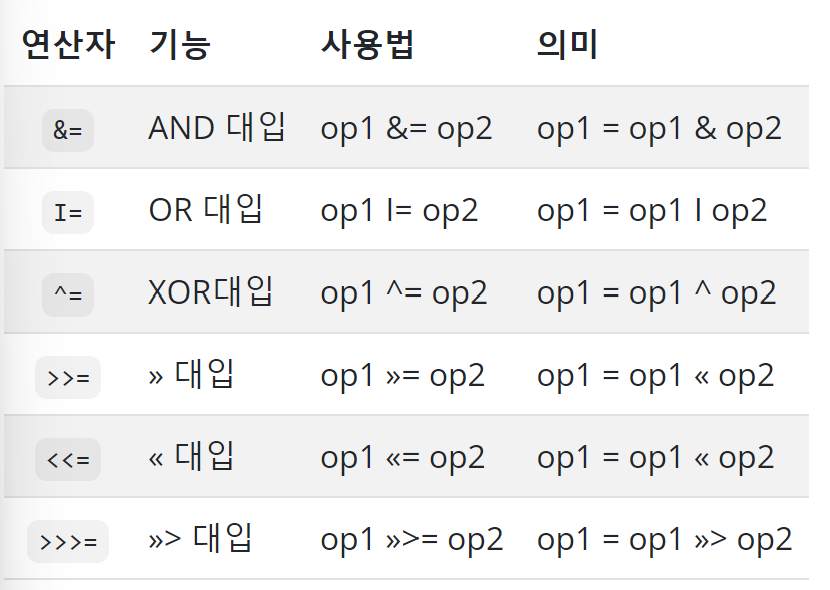 연산자 기능 사용법 의미
&= AND 대입 op1 &= op2 op1 = op1 & op2
I= OR 대입 op1 I= op2 op1 = op1 I op2
^= XOR대입 op1 ^= op2 op1 = op1 ^ op2
>>= » 대입 op1 »= op2 op1 = op1 « op2
<<= « 대입 op1 «= op2 op1 = op1 « op2
>>>= »> 대입 op1 »>= op2 op1 = op1 »> op2